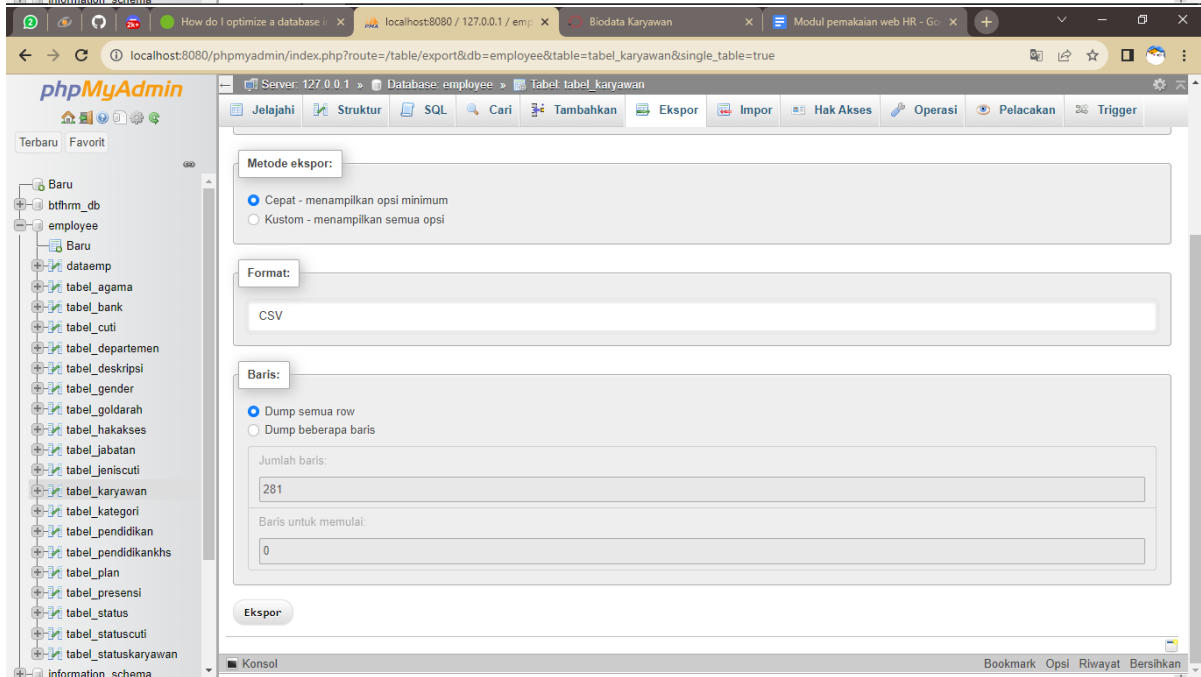 information_schema
How do I optimize a database i
localhost:8080 / 127.0.0.1 / emp
Biodata Karyawan
Modul pemakaian web HR - Go
localhost:8080/phpmyadmin/index.php?route=/table/export&db=employee&table=tabel_karyawan&single_table=true
phpMyAdmin
Terbaru Favorit
Baru
btfhrm_db
employee
Baru
dataemp
tabel_agama
tabel_bank
tabel_cuti
tabel_departemen
tabel_deskripsi
tabel_gender
tabel_goldarah
tabel_hakakses
tabel_jabatan
tabel_jeniscuti
tabel_karyawan
tabel_kategori
tabel_pendidikan
tabel_pendidikankhs
tabel_plan
tabel_presensi
tabel_status
tabel_statuscuti
tabel_statuskaryawan
information_schema
Server: 127.0.0.1 » Database: employee » Tabel: tabel_karyawan
Jelajahi Struktur SQL Cari Tambahkan Ekspor Impor Hak Akses Operasi Pelacakan Trigger
Metode ekspor:
Cepat - menampilkan opsi minimum
Kustom - menampilkan semua opsi
Format:
CSV
Baris:
Dump semua row
Dump beberapa baris
Jumlah baris:
281
Baris untuk memulai:
0
Ekspor
Konsol
Bookmark Opsi Riwayat Bersihkan